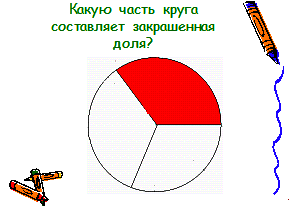 Какую часть круга
составляет закрашенная
доля?